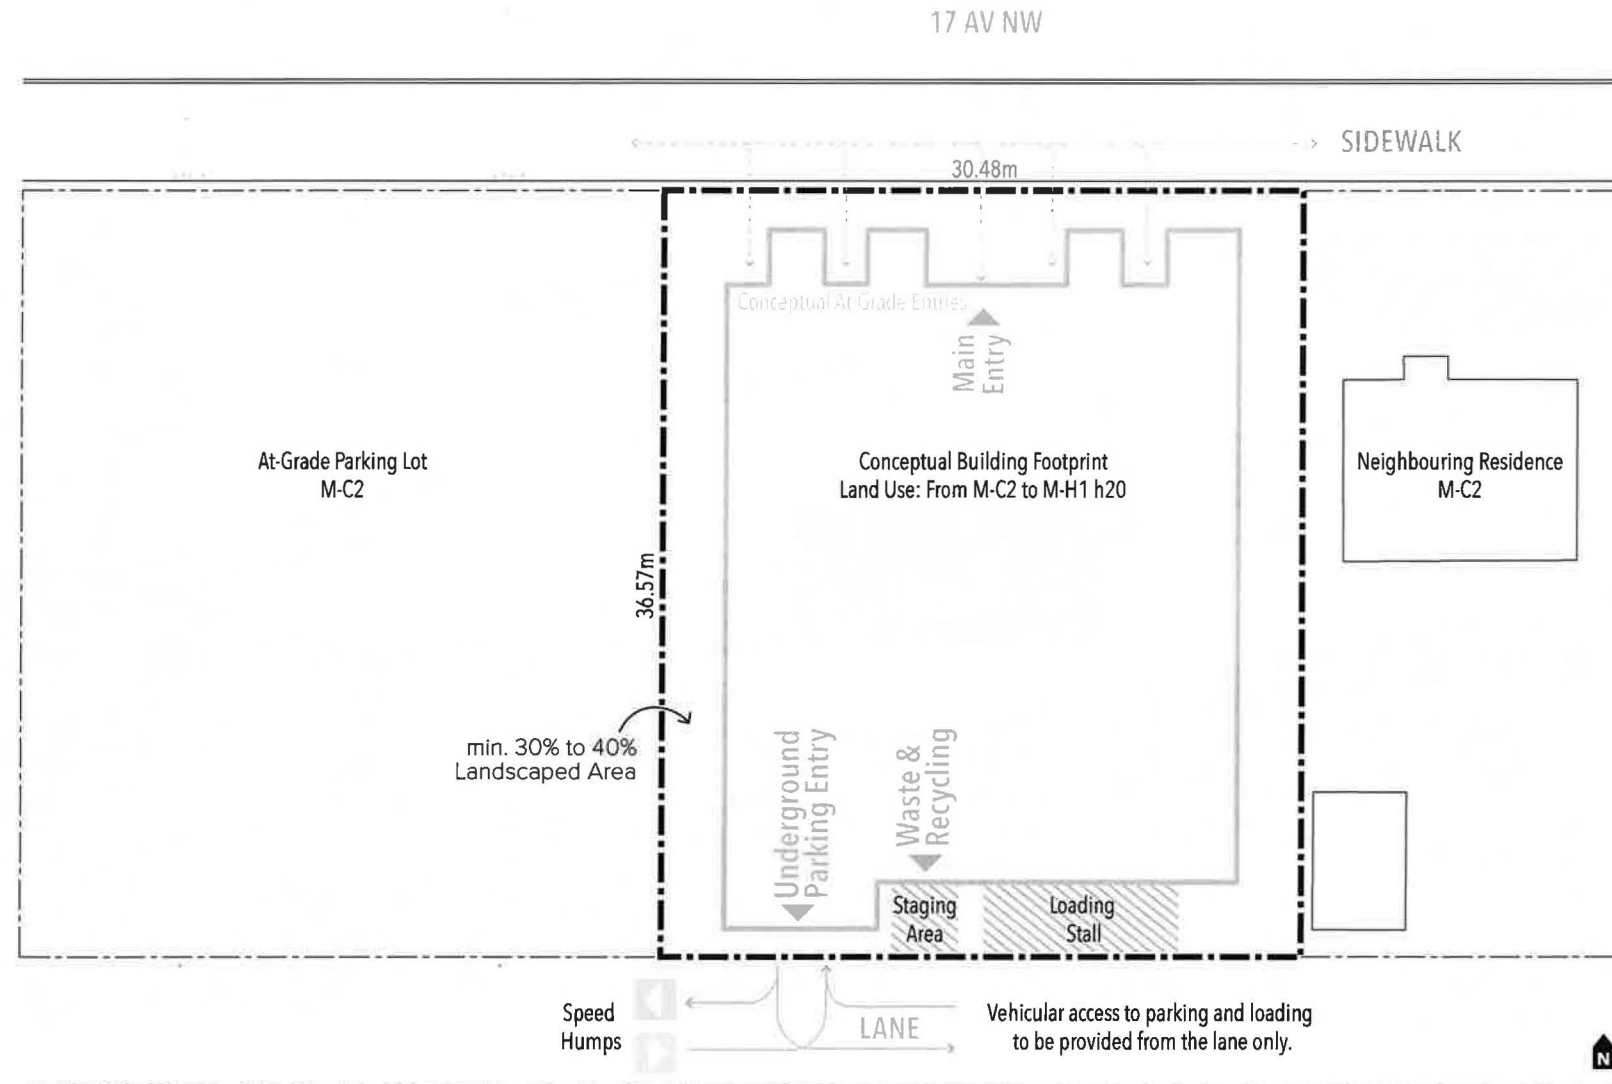 17 AV NW
SIDEWALK
30.48m
Conceptual At Grade Entries
Main
Entry
At-Grade Parking Lot
M-C2
Conceptual Building Footprint
Land Use: From M-C2 to M-H1 h20
Neighbouring Residence
M-C2
36.57m
min. 30% to 40%
Landscaped Area
Underground
Parking Entry
Waste &
Recycling
Staging
Area
Loading
Stall
Speed
Humps
LANE
Vehicular access to parking and loading
to be provided from the lane only.
N